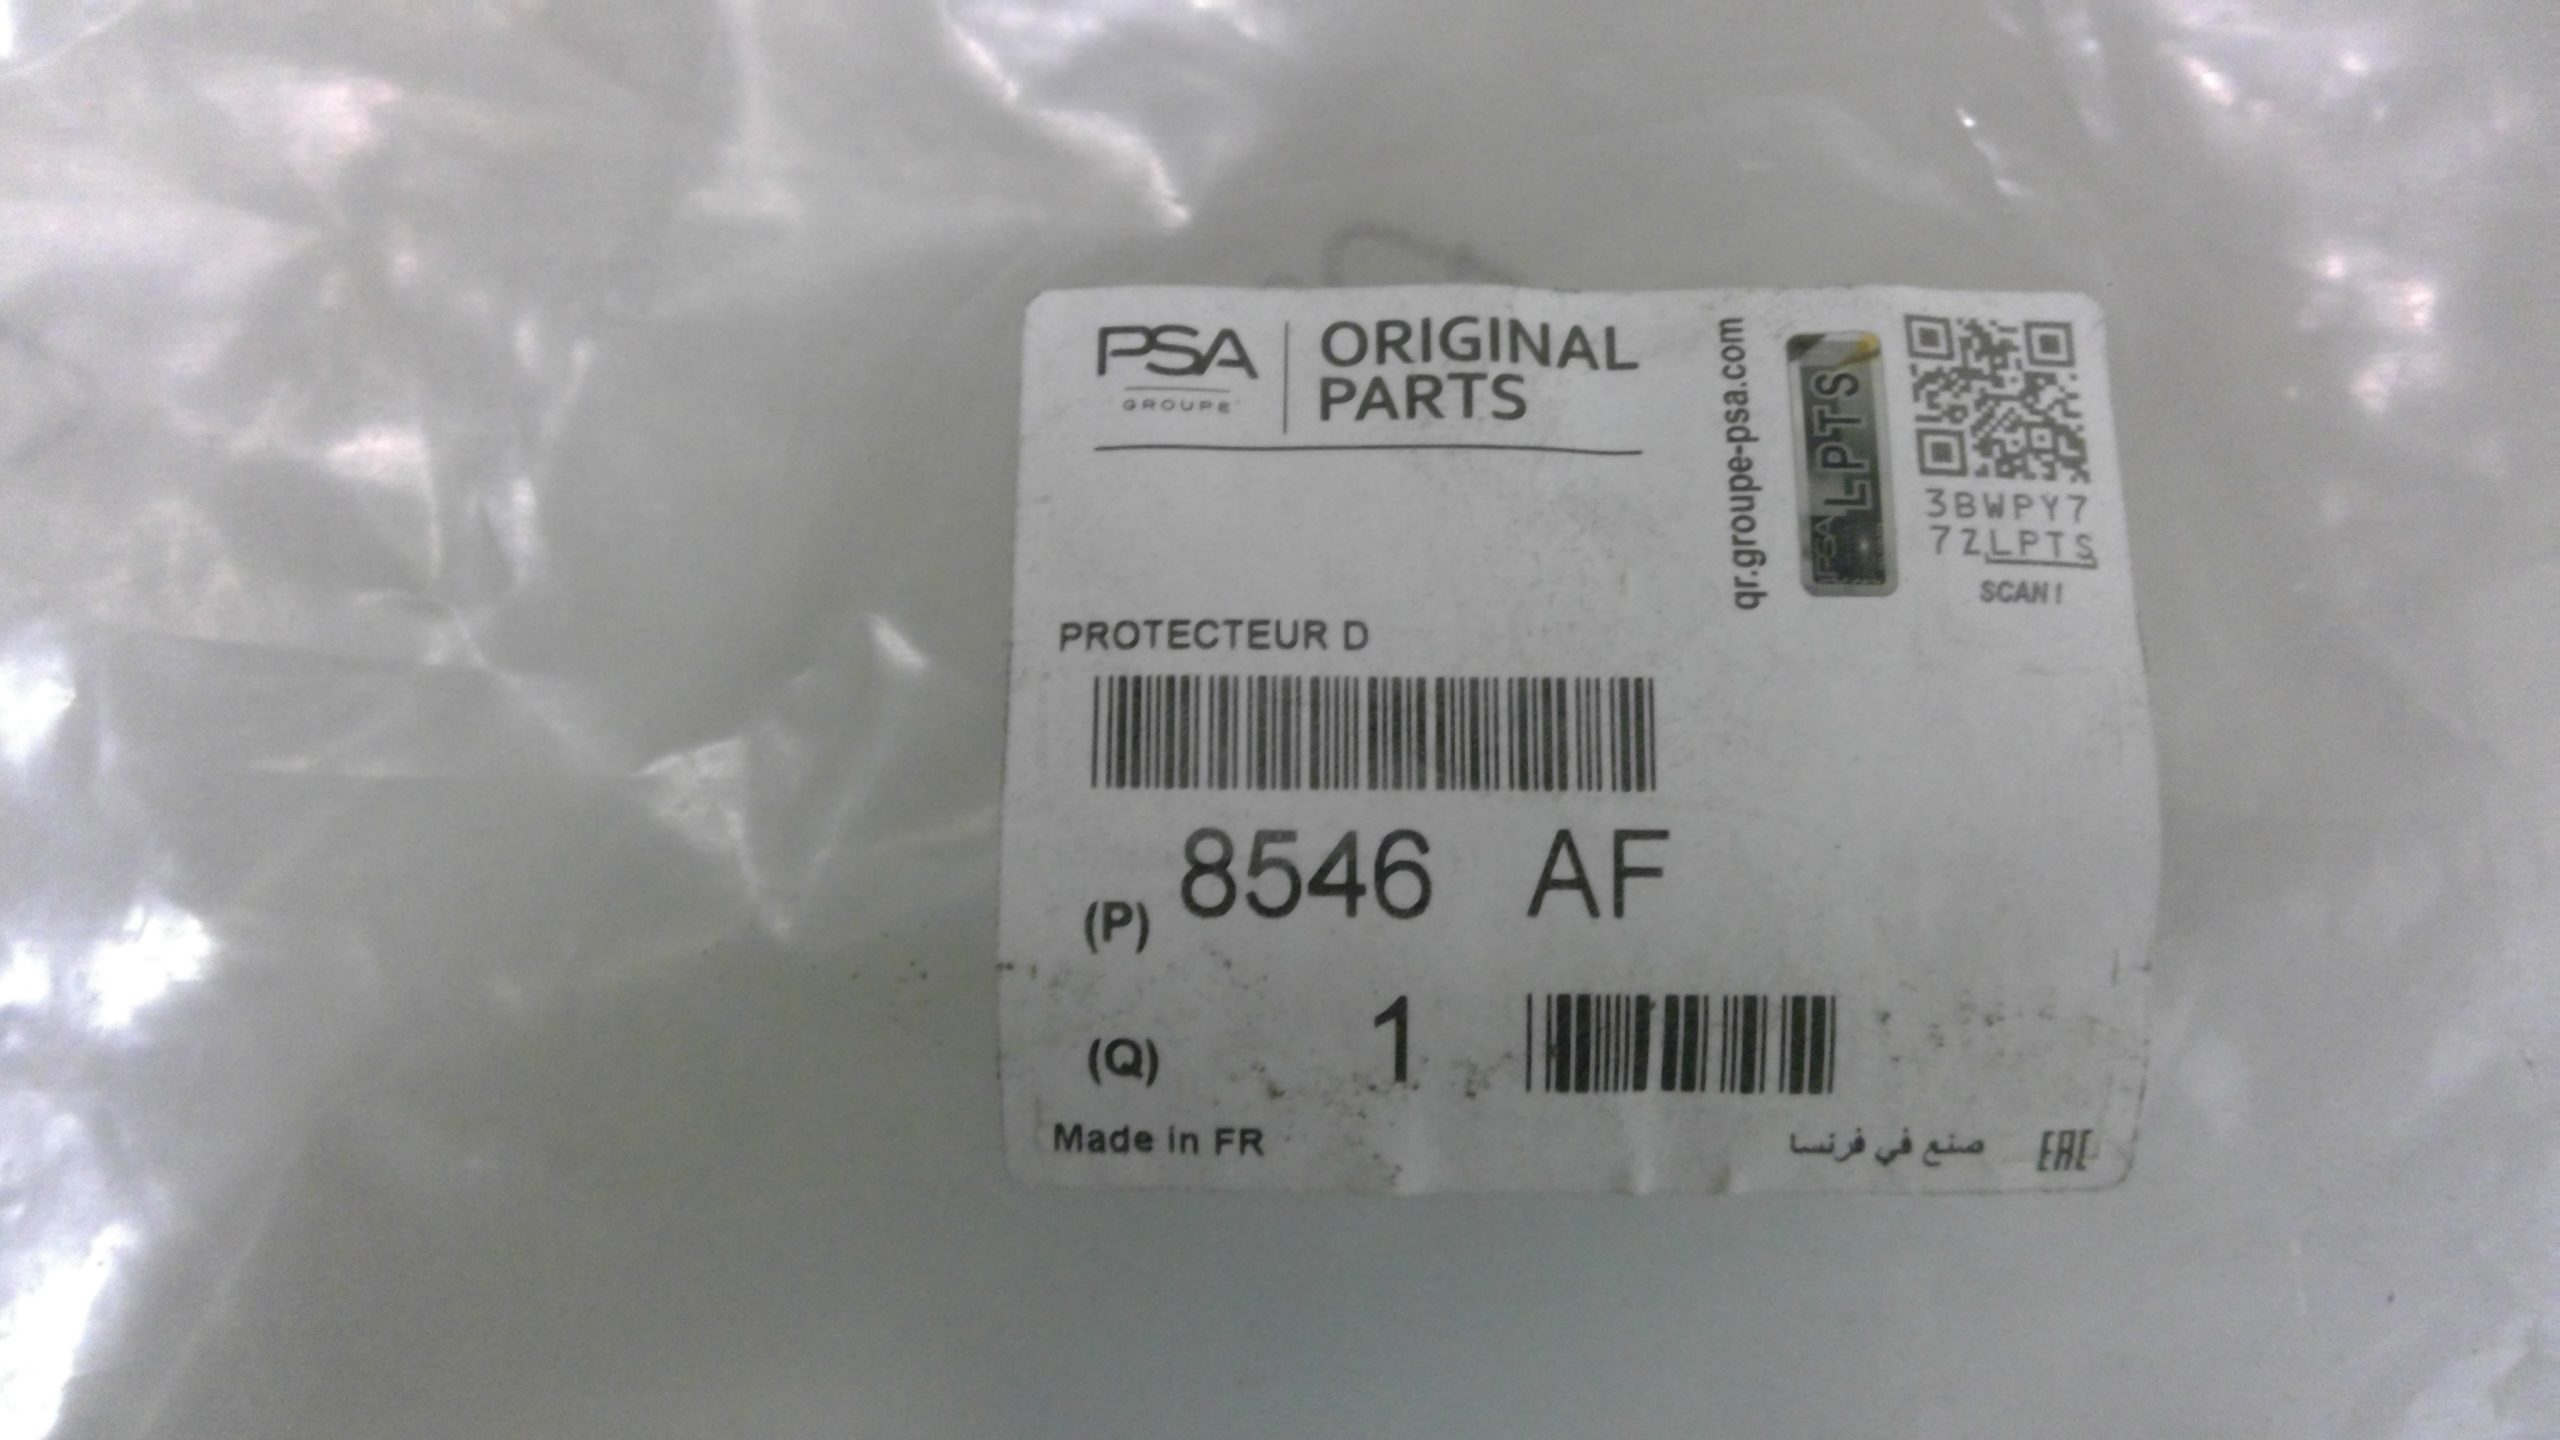 PSA
GROUPE
ORIGINAL
PARTS
qr.groupe-psa.com
PSA LPTS
3BWPY7
7ZLPTS
SCAN!
PROTECTEUR D
(P) 8546 AF
(Q) 1
Made in FR
صنع في فرنسا
EAC